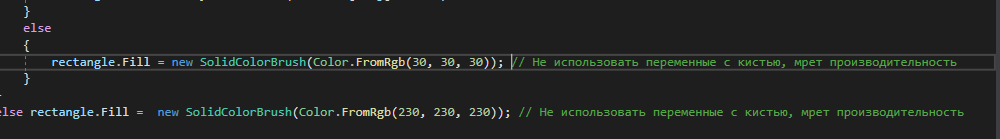 }
else
{
rectangle.Fill = new SolidColorBrush(Color.FromRgb(30, 30, 30)); // Не использовать переменные с кистью, мрет производительность
}
else rectangle.Fill =  new SolidColorBrush(Color.FromRgb(230, 230, 230)); // Не использовать переменные с кистью, мрет производительность